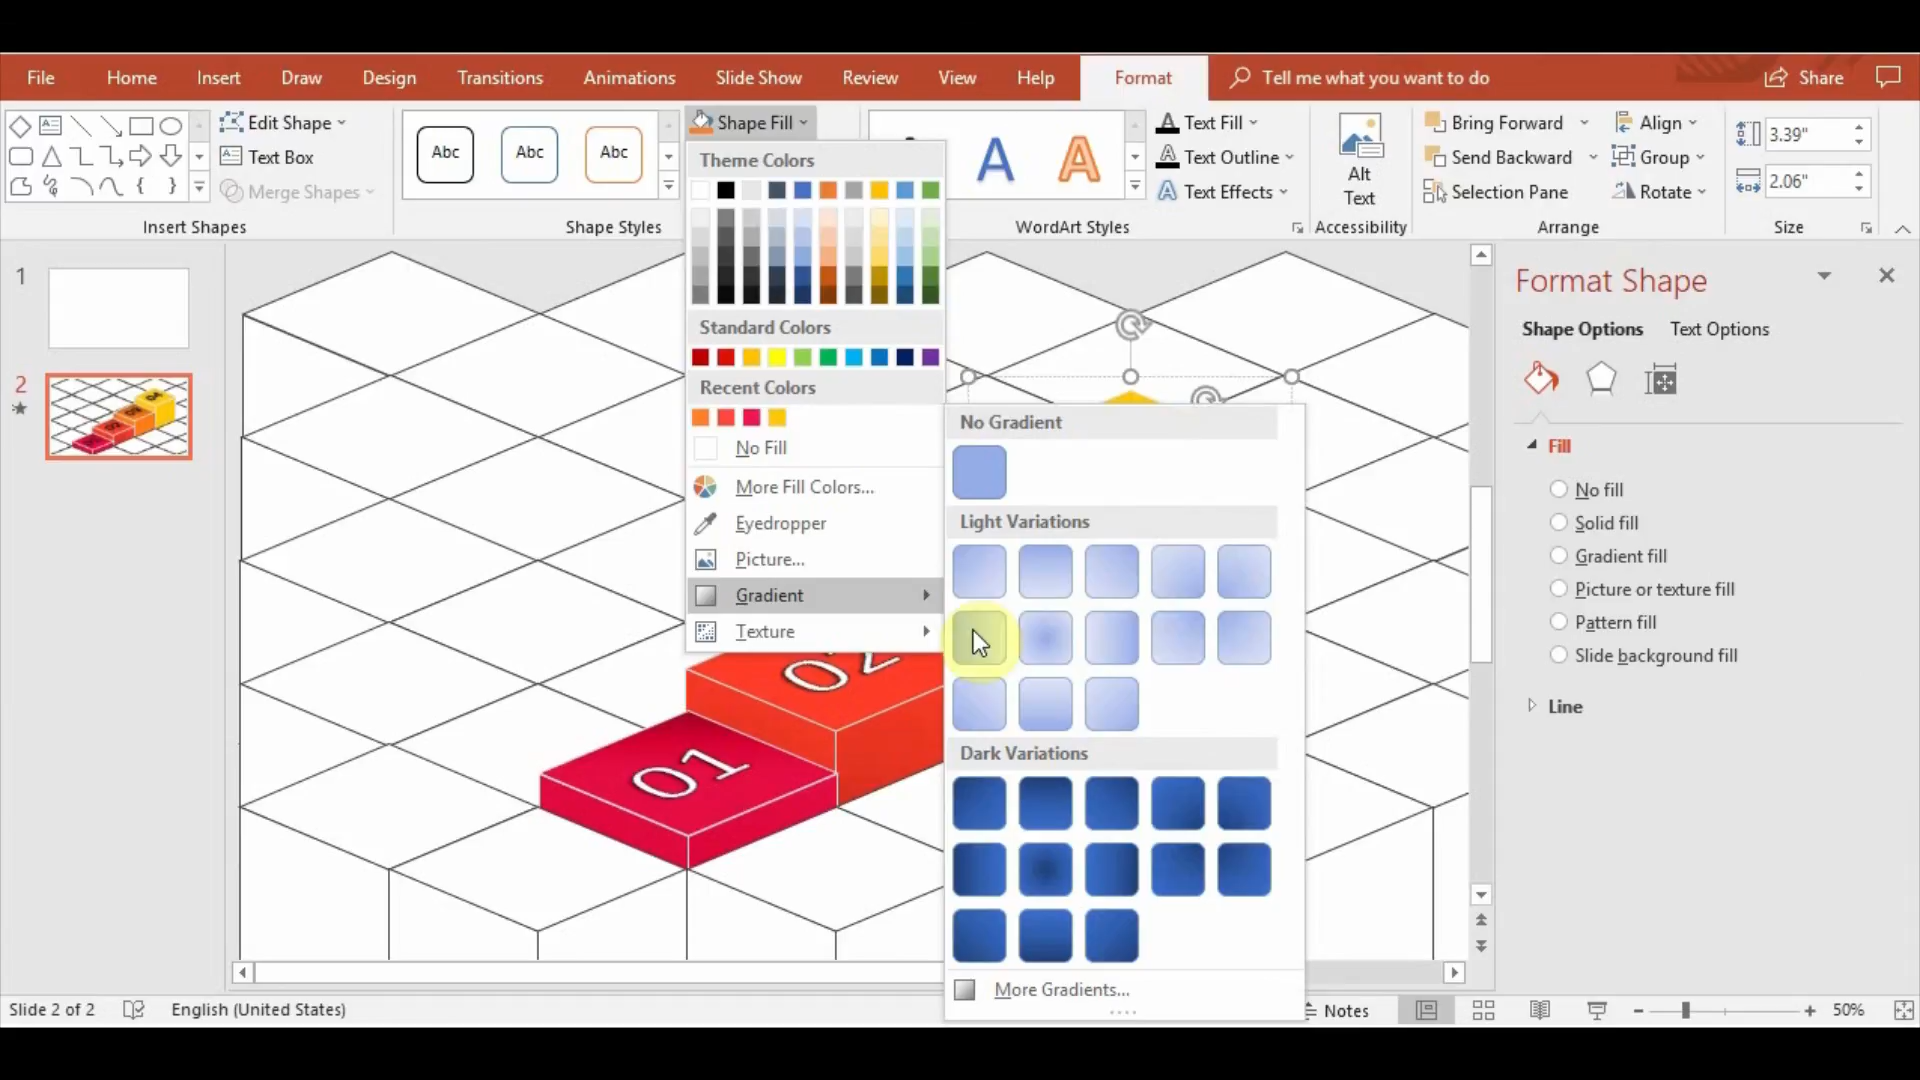 File Home Insert Draw Design Transitions Animations Slide Show Review View Help Format Tell me what you want to do Share
Edit Shape
Text Box
Merge Shapes
Insert Shapes
Abc Abc Abc
Shape Styles
Shape Fill
WordArt Styles
Text Fill
Text Outline
Text Effects
Alt
Text
Accessibility
Bring Forward
Send Backward
Selection Pane
Align
Group
Rotate
Arrange
3.39"
2.06"
Size
Theme Colors
Standard Colors
Recent Colors
No Fill
More Fill Colors...
Eyedropper
Picture...
Gradient
Texture
No Gradient
Light Variations
Dark Variations
More Gradients...
1
2
01
02
Format Shape
Shape Options Text Options
Fill
No fill
Solid fill
Gradient fill
Picture or texture fill
Pattern fill
Slide background fill
Line
Slide 2 of 2 English (United States) Notes 50%